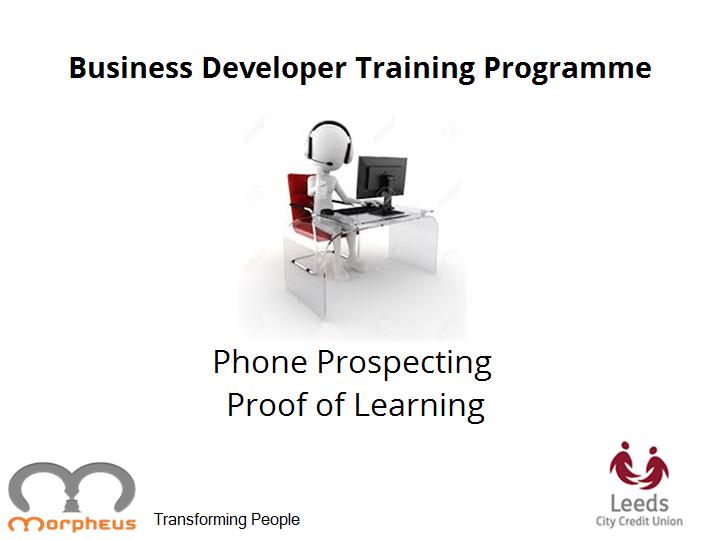 Business Developer Training Programme
Phone Prospecting
Proof of Learning
morpheus
Transforming People
Leeds
City Credit Union